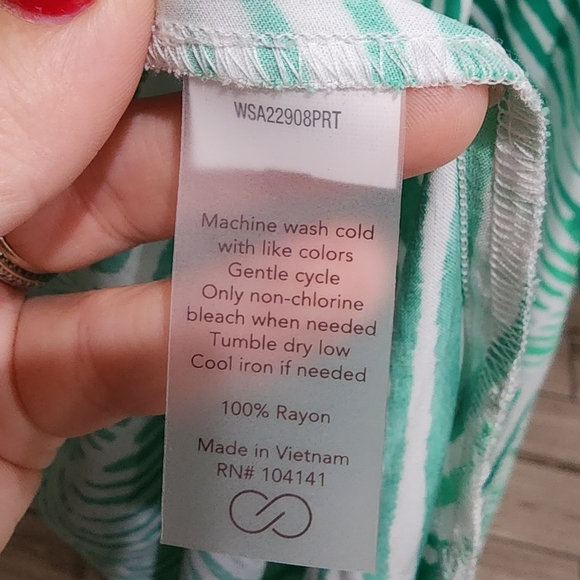 WSA22908PRT
Machine wash cold
with like colors
Gentle cycle
Only non-chlorine
bleach when needed
Tumble dry low
Cool iron if needed
100% Rayon
Made in Vietnam
RN# 104141